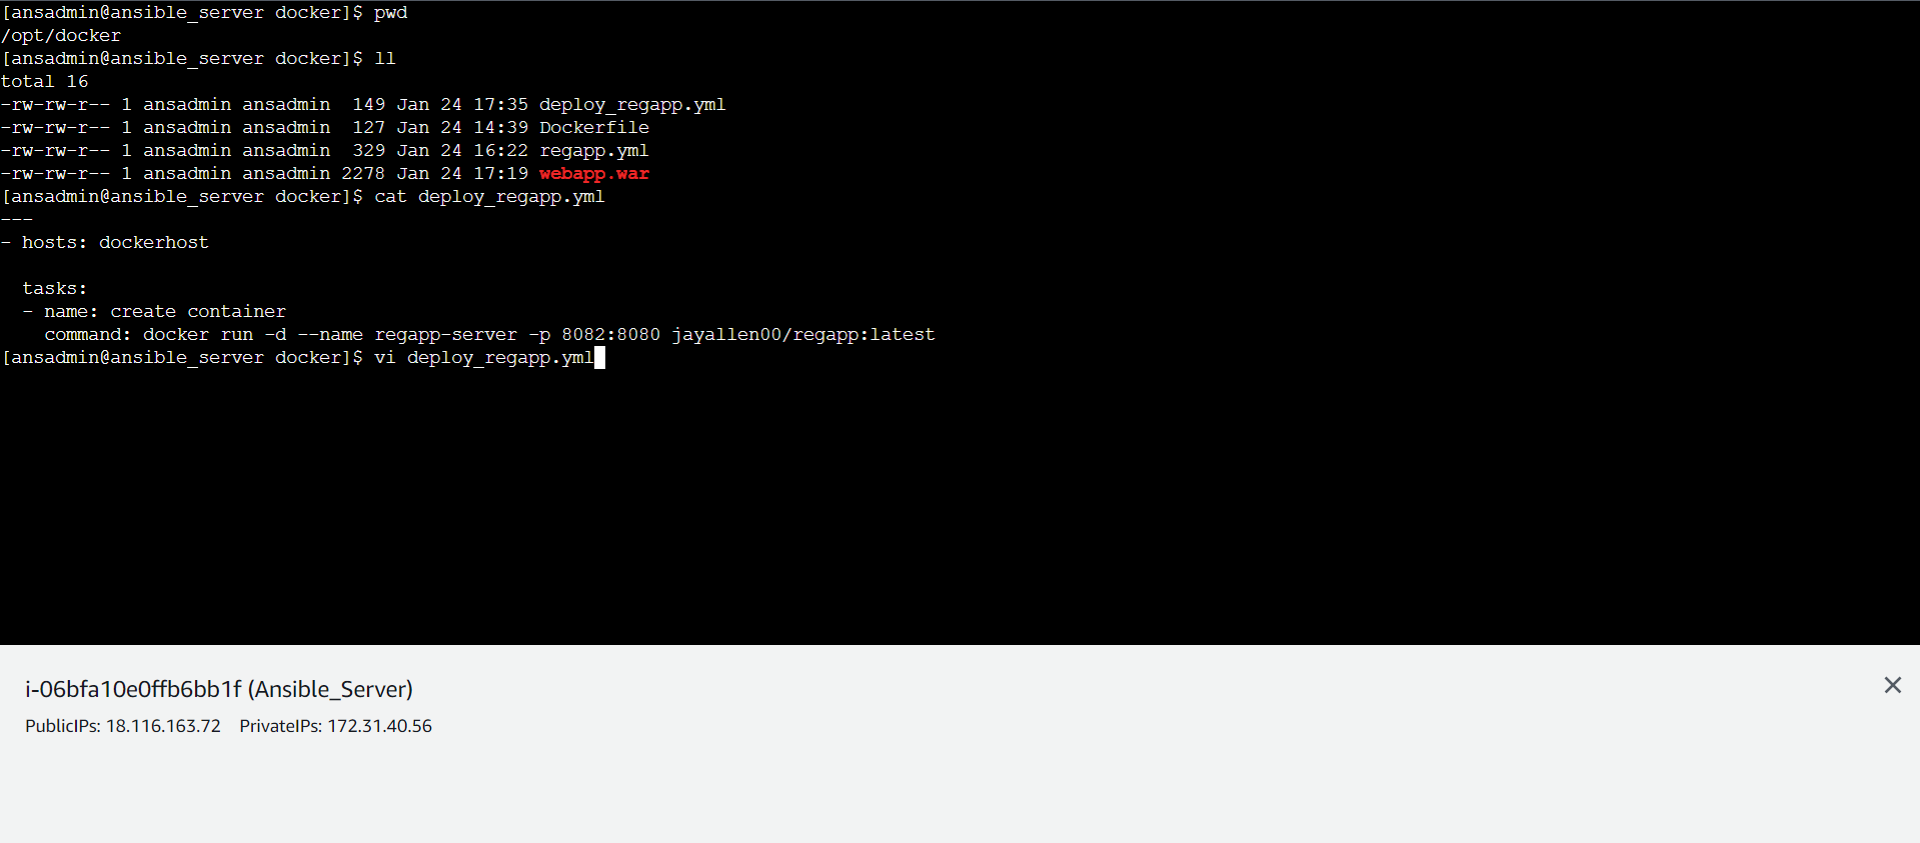 [ansadmin@ansible_server docker]$ pwd
/opt/docker
[ansadmin@ansible_server docker]$ ll
total 16
-rw-rw-r-- 1 ansadmin ansadmin  149 Jan 24 17:35 deploy_regapp.yml
-rw-rw-r-- 1 ansadmin ansadmin  127 Jan 24 14:39 Dockerfile
-rw-rw-r-- 1 ansadmin ansadmin  329 Jan 24 16:22 regapp.yml
-rw-rw-r-- 1 ansadmin ansadmin 2278 Jan 24 17:19 webapp.war
[ansadmin@ansible_server docker]$ cat deploy_regapp.yml
---
- hosts: dockerhost
  tasks:
  - name: create container
    command: docker run -d --name regapp-server -p 8082:8080 jayallen00/regapp:latest
[ansadmin@ansible_server docker]$ vi deploy_regapp.yml
i-06bfa10e0ffb6bb1f (Ansible_Server)
PublicIPs: 18.116.163.72    PrivateIPs: 172.31.40.56